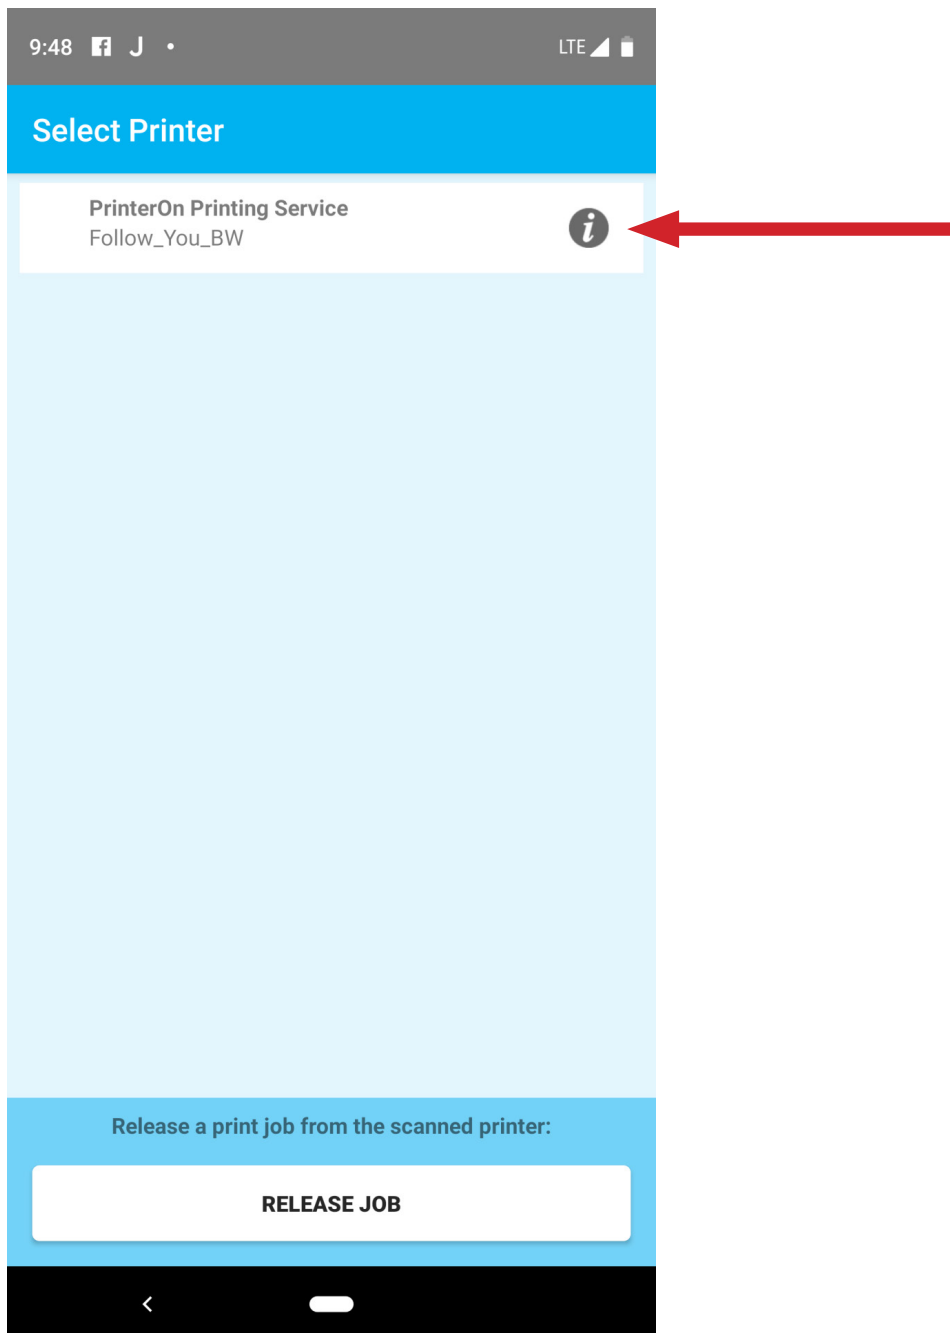 9:48 J LTE
Select Printer
PrinterOn Printing Service
Follow_You_BW
i
Release a print job from the scanned printer:
RELEASE JOB